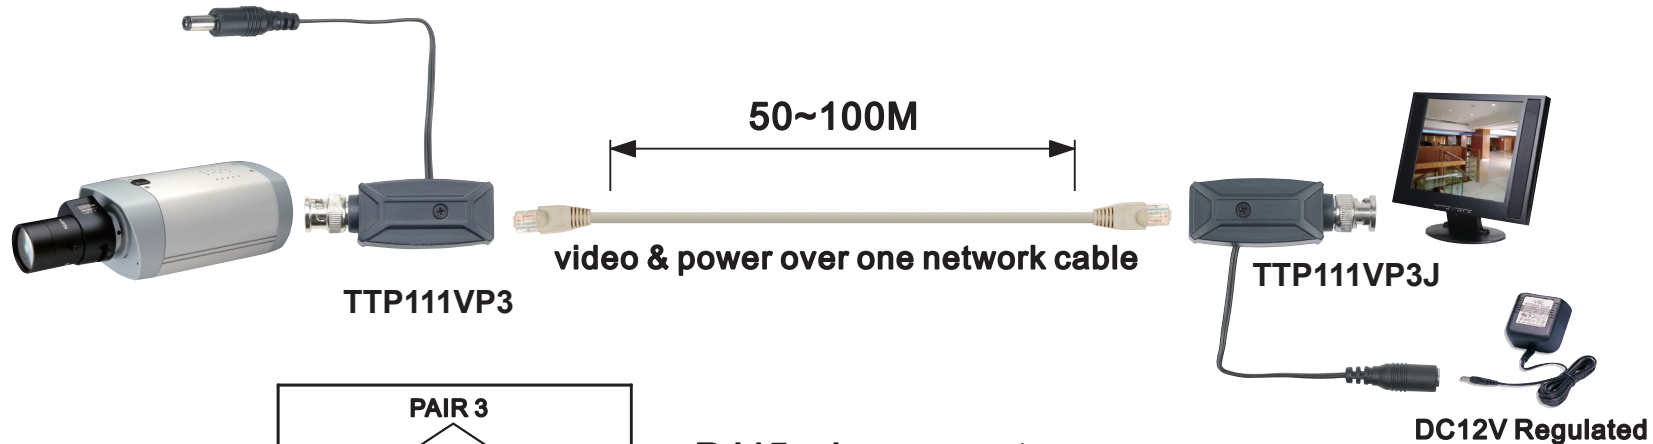 50~100M
video & power over one network cable
TTP111VP3
TTP111VP3J
DC12V Regulated
PAIR 3